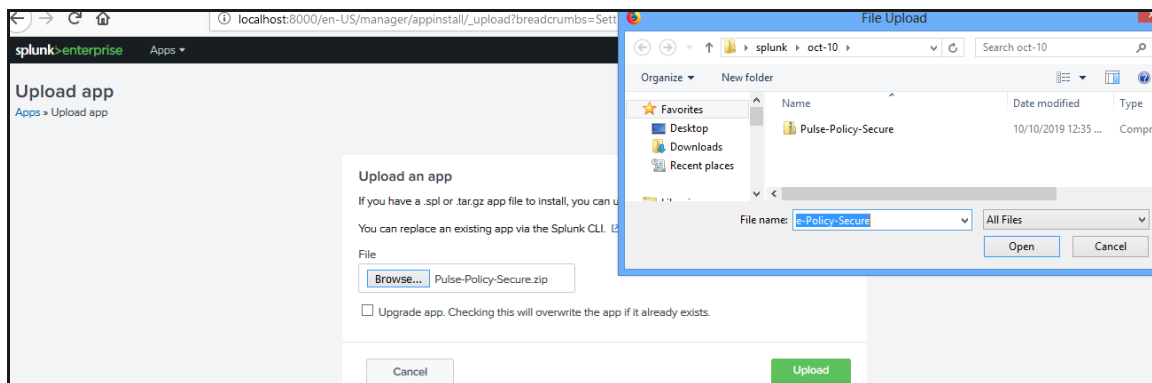 localhost:8000/en-US/manager/appinstall/_upload?breadcrumbs=Sett
splunk>enterprise Apps
Upload app
Apps » Upload app
Upload an app
If you have a .spl or .tar.gz app file to install, you can u
You can replace an existing app via the Splunk CLI.
File
Browse... Pulse-Policy-Secure.zip
Upgrade app. Checking this will overwrite the app if it already exists.
Cancel Upload
File Upload
splunk oct-10 Search oct-10
Organize New folder
Favorites
Desktop
Downloads
Recent places
Name Date modified Type
Pulse-Policy-Secure 10/10/2019 12:35 ... Compr
File name: e-Policy-Secure All Files
Open Cancel